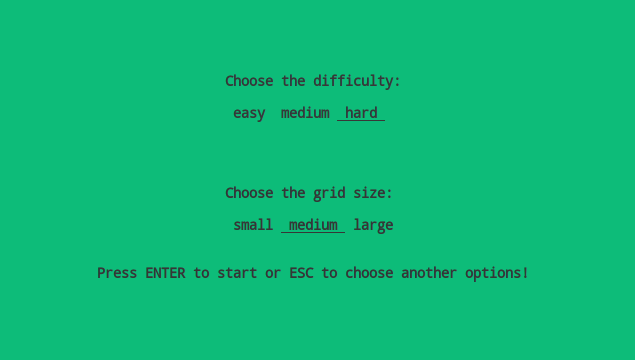 Choose the difficulty:
easy medium hard
Choose the grid size:
small medium large
Press ENTER to start or ESC to choose another options!